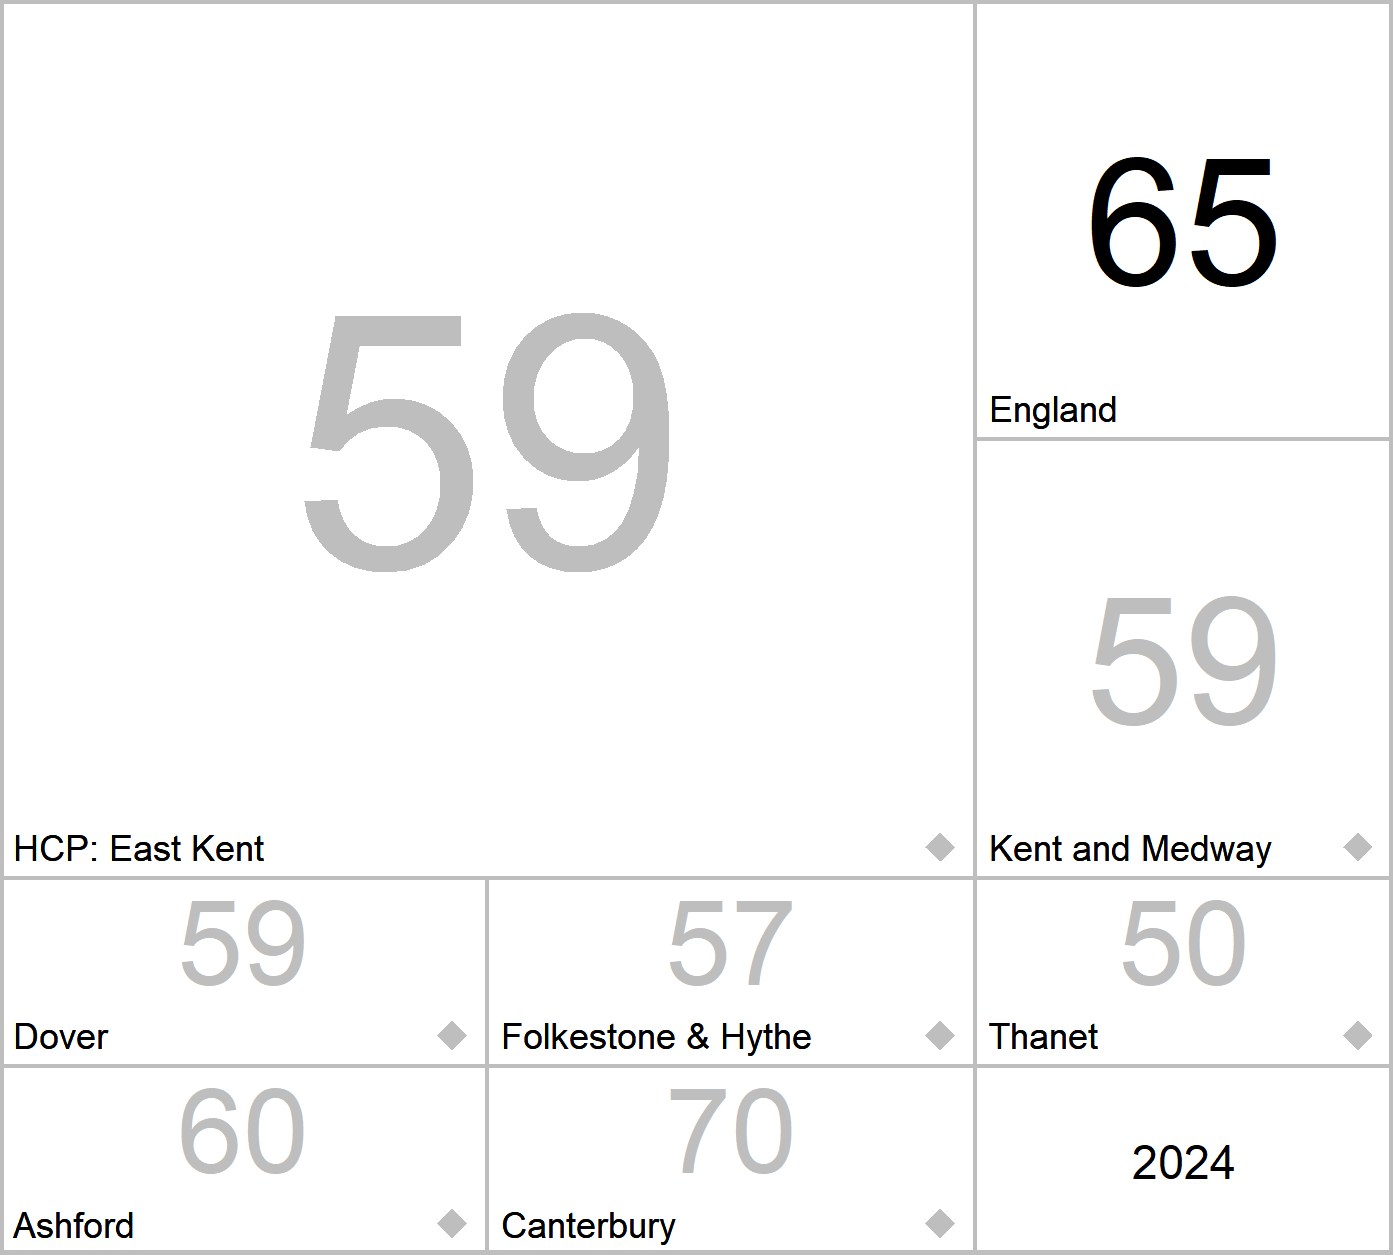 59
HCP: East Kent
65
England
59
Kent and Medway
59
Dover
57
Folkestone & Hythe
50
Thanet
60
Ashford
70
Canterbury
2024